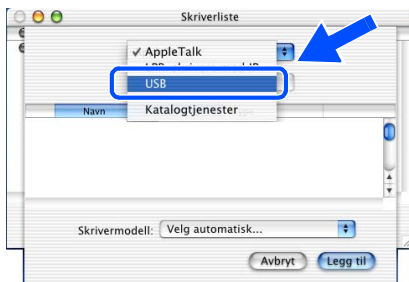 Skriverliste
✓ AppleTalk
USB
Katalogtjenester
Navn
Skrivermodell: Velg automatisk...
Avbryt Legg til